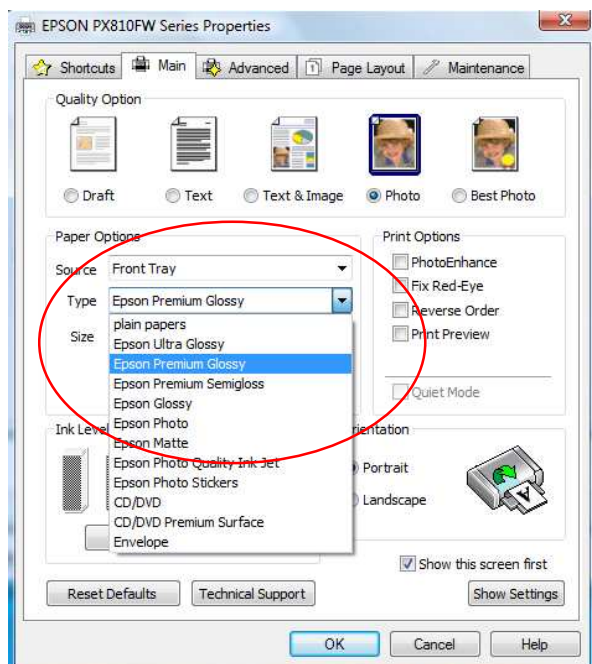 EPSON PX810FW Series Properties
Shortcuts Main Advanced Page Layout Maintenance
Quality Option
Draft Text Text & Image Photo Best Photo
Paper Options
Source Front Tray
Type Epson Premium Glossy
Size
plain papers
Epson Ultra Glossy
Epson Premium Glossy
Epson Premium Semigloss
Epson Glossy
Epson Photo
Epson Matte
Epson Photo Quality Ink Jet
Epson Photo Stickers
CD/DVD
CD/DVD Premium Surface
Envelope
Print Options
PhotoEnhance
Fix Red-Eye
Reverse Order
Print Preview
Quiet Mode
Ink Leve
rientation
Portrait
Landscape
A
Show this screen first
Reset Defaults Technical Support Show Settings
OK Cancel Help